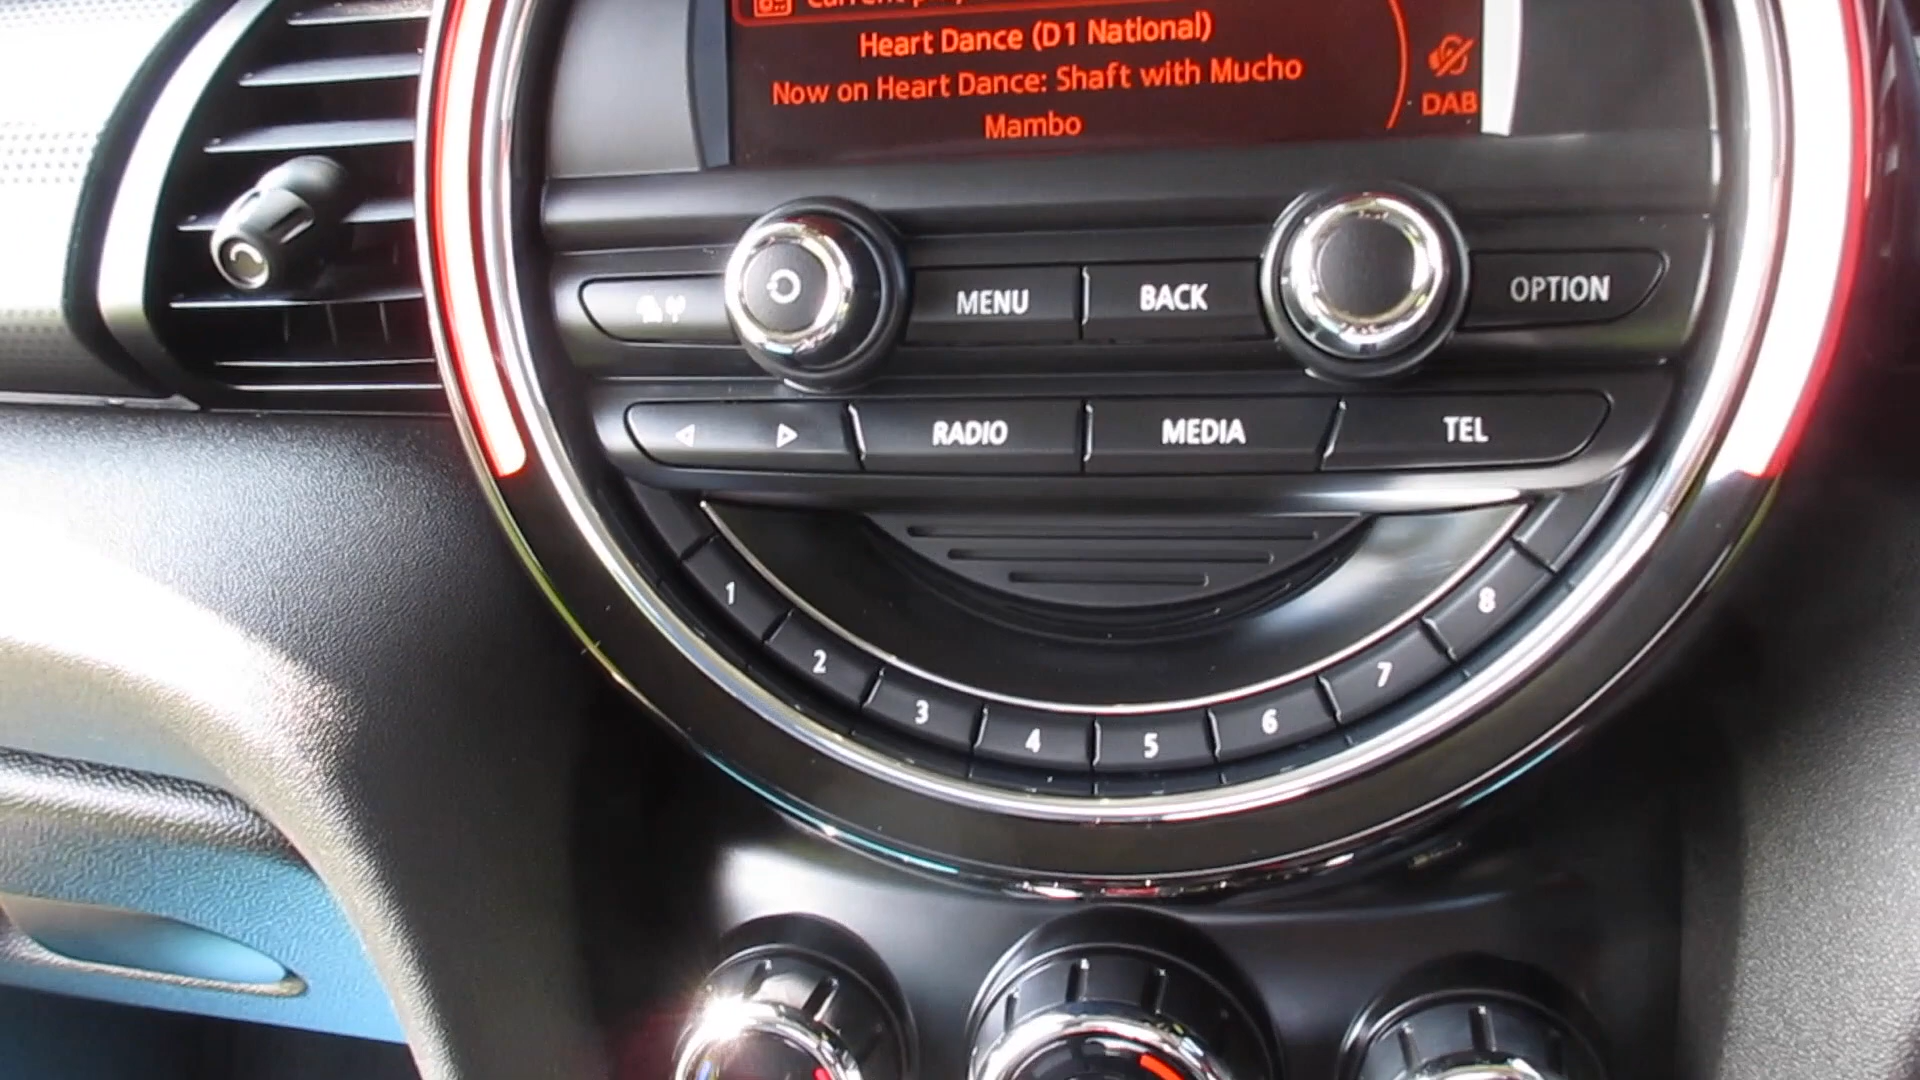 Heart Dance (D1 National)
Now on Heart Dance: Shaft with Mucho
Mambo
DAB
MENU
BACK
OPTION
RADIO
MEDIA
TEL
1
2
3
4
5
6
7
8